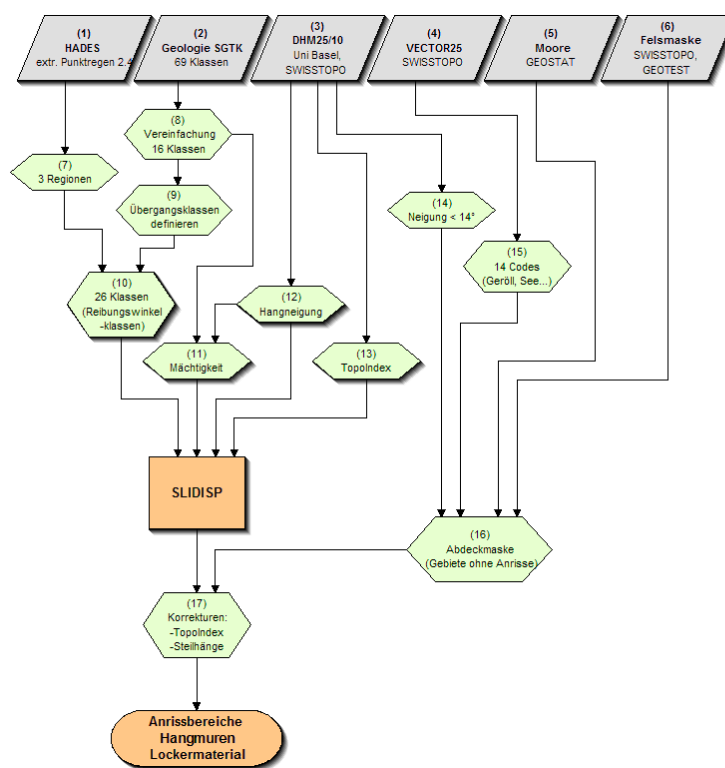 (1)
HADES
extr. Punktregen 2.4
(2)
Geologie SGTK
69 Klassen
(3)
DHM25/10
Uni Basel,
SWISSTOPO
(4)
VECTOR25
SWISSTOPO
(5)
Moore
GEOSTAT
(6)
Felsmaske
SWISSTOPO,
GEOTEST
(8)
Vereinfachung
16 Klassen
(7)
3 Regionen
(9)
Übergangsklassen
definieren
(14)
Neigung < 14°
(15)
14 Codes
(Geröll, See...)
(10)
26 Klassen
(Reibungswinkel
-klassen)
(12)
Hangneigung
(11)
Mächtigkeit
(13)
TopoIndex
SLIDISP
(16)
Abdeckmaske
(Gebiete ohne Anrisse)
(17)
Korrekturen:
-TopoIndex
-Steilhänge
Anrissbereiche
Hangmuren
Lockermaterial